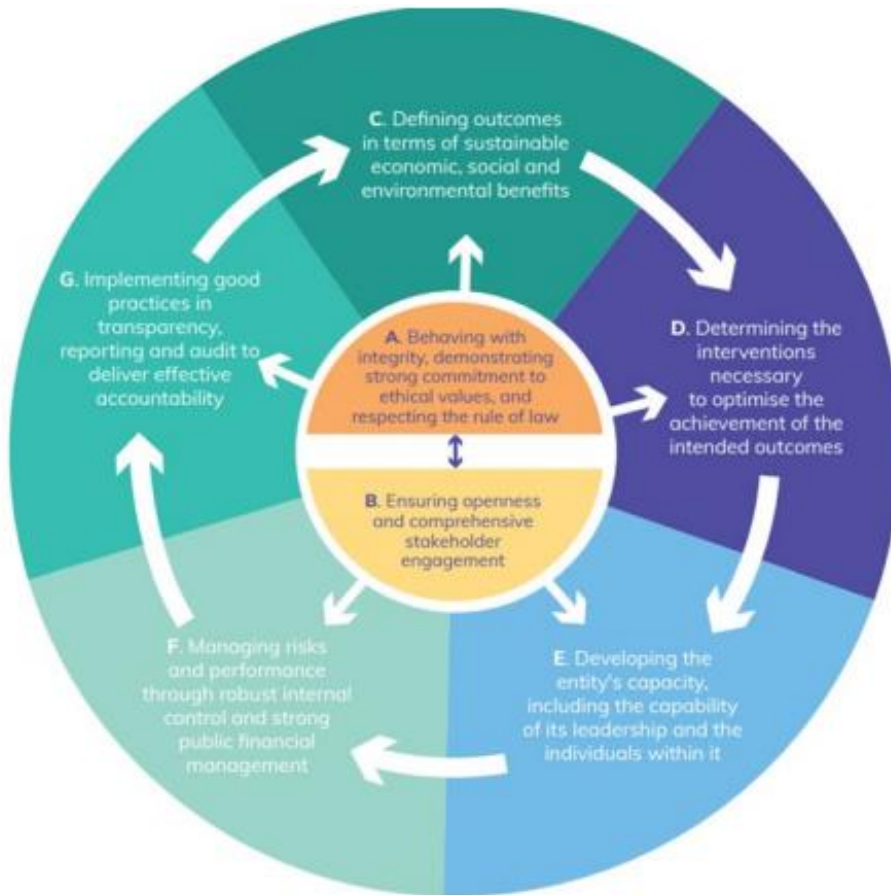 C. Defining outcomes
in terms of sustainable
economic, social and
environmental benefits
G. Implementing good
practices in
transparency,
reporting and audit to
deliver effective
accountability
A. Behaving with
integrity, demonstrating
strong commitment to
ethical values, and
respecting the rule of law
D. Determining the
interventions
necessary
to optimise the
achievement of the
intended outcomes
B. Ensuring openness
and comprehensive
stakeholder
engagement
F. Managing risks
and performance
through robust internal
control and strong
public financial
management
E. Developing the
entity's capacity,
including the capability
of its leadership and the
individuals within it